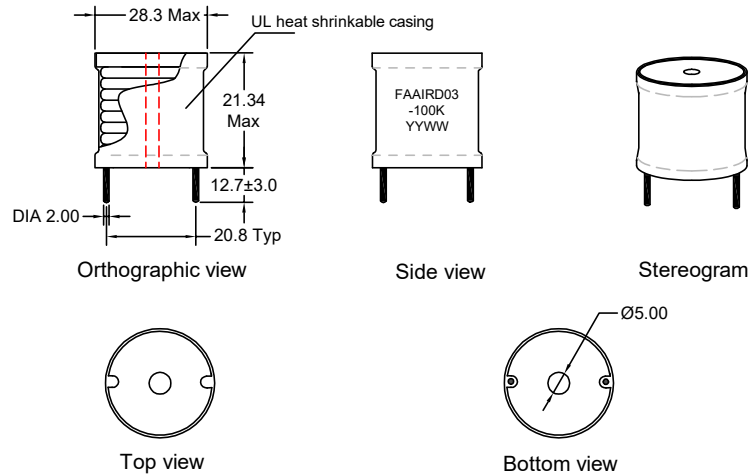 28.3 Max
UL heat shrinkable casing
21.34
Max
12.7±3.0
DIA 2.00
20.8 Typ
Orthographic view
FAAIRD03
-100K
YYWW
Side view
Stereogram
Top view
Ø5.00
Bottom view